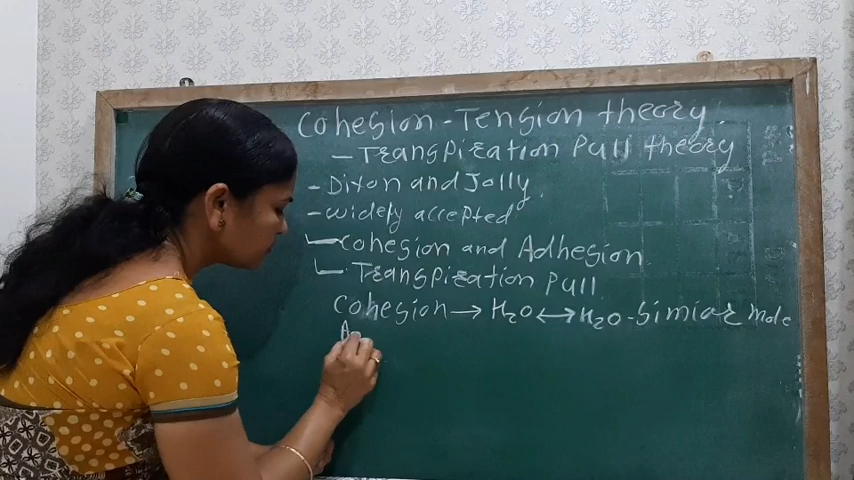 Cohesion-Tension theory.
- Transpiration Pull theory
- Dixon and Jolly.
- widely accepted
- cohesion and Adhesion.
- Transpiration Pull
Cohesion → H₂O ↔ H₂O - Simiar mole
A